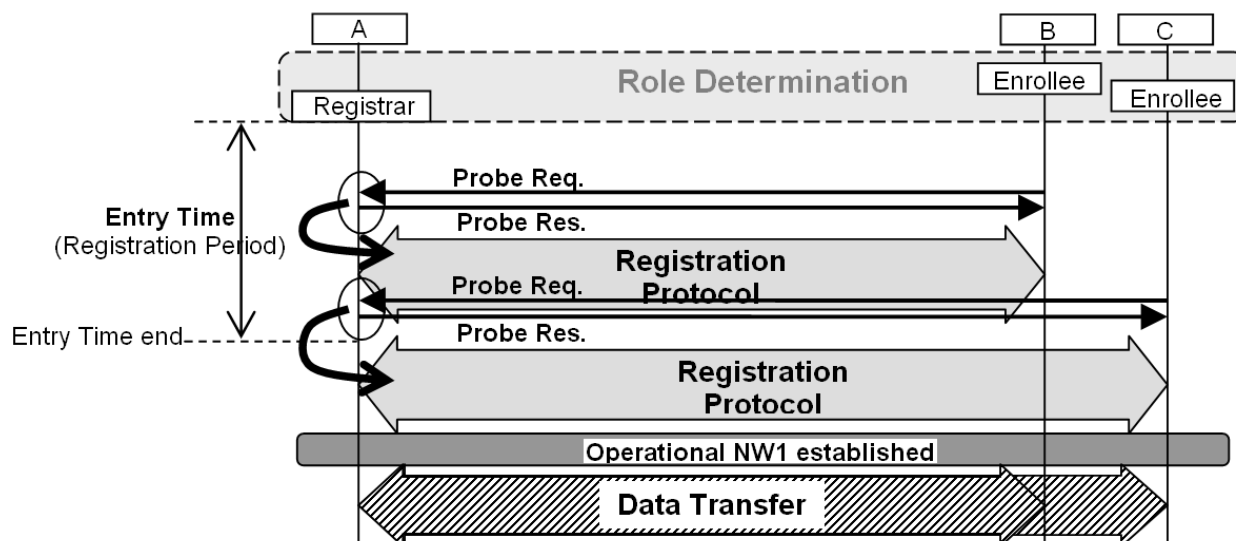 A
B
C
Role Determination
Enrollee
Registrar
Enrollee
Probe Req.
Entry Time
(Registration Period)
Probe Res.
Registration
Protocol
Probe Req.
Entry Time end
Probe Res.
Registration
Protocol
Operational NW1 established
Data Transfer